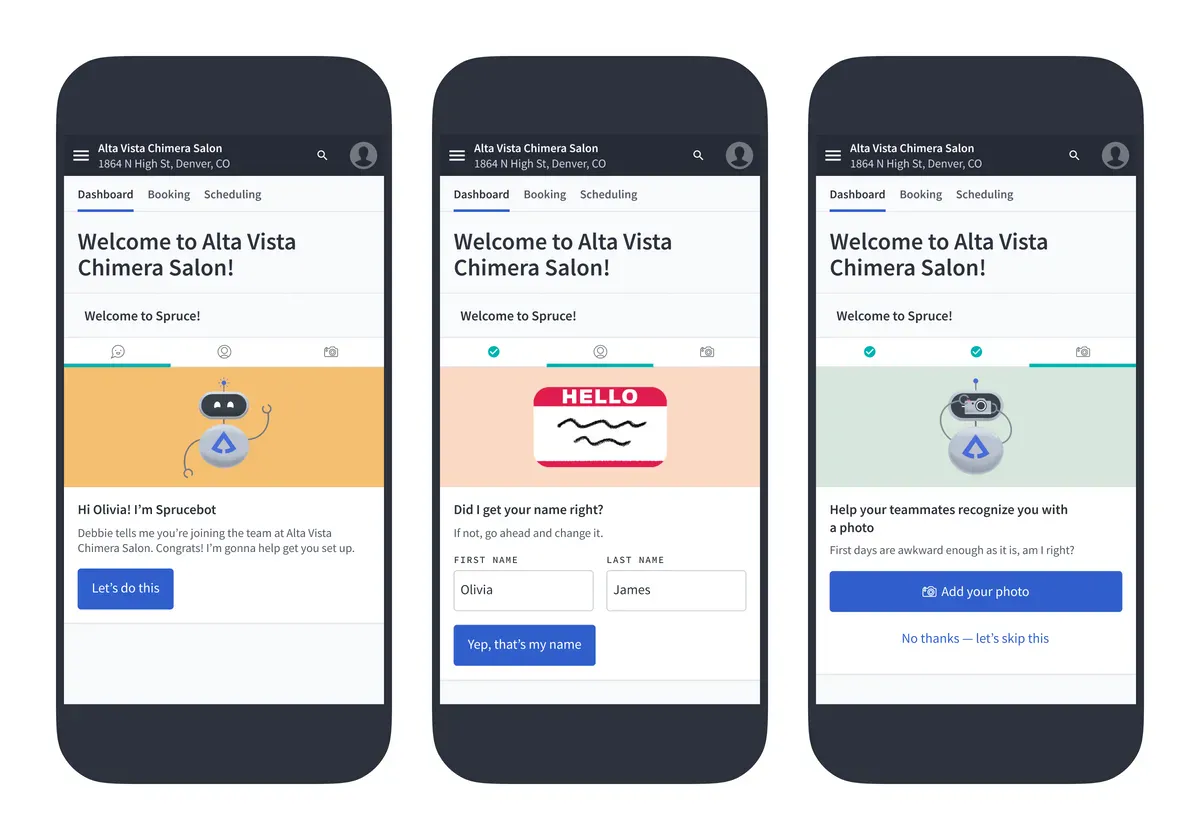 Alta Vista Chimera Salon
1864 N High St, Denver, CO
Dashboard Booking Scheduling
Welcome to Alta Vista
Chimera Salon!
Welcome to Spruce!
Hi Olivia! I’m Sprucebot
Debbie tells me you’re joining the team at Alta Vista
Chimera Salon. Congrats! I’m gonna help get you set up.
Let’s do this
Alta Vista Chimera Salon
1864 N High St, Denver, CO
Dashboard Booking Scheduling
Welcome to Alta Vista
Chimera Salon!
Welcome to Spruce!
HELLO
Did I get your name right?
If not, go ahead and change it.
FIRST NAME LAST NAME
Olivia James
Yep, that’s my name
Alta Vista Chimera Salon
1864 N High St, Denver, CO
Dashboard Booking Scheduling
Welcome to Alta Vista
Chimera Salon!
Welcome to Spruce!
Help your teammates recognize you with
a photo
First days are awkward enough as it is, am I right?
Add your photo
No thanks — let’s skip this